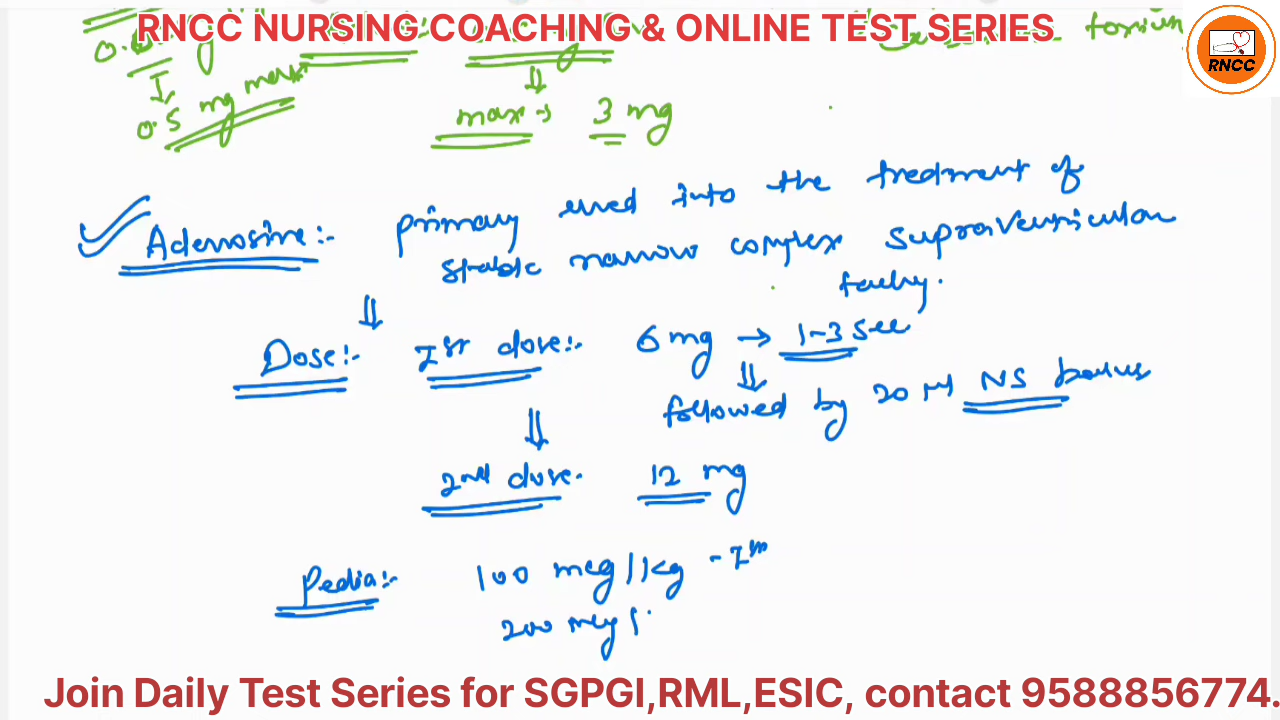 RNCC NURSING COACHING & ONLINE TEST SERIES
RNCC
0.5 mg max
max → 3 mg
Adenosine:- primary used into the treatment of
stable narrow complex supraventricular
tachy.
Dose:- Ist dose:- 6 mg → 1-3 sec
followed by 20 ml NS bolus
2nd dose. 12 mg
Pedia:- 100 mcg/kg - Ist
200 mcg/
Join Daily Test Series for SGPGI,RML,ESIC, contact 9588856774.